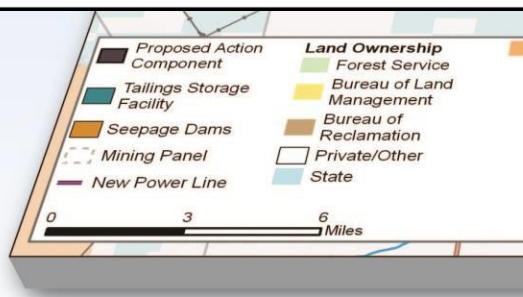 Proposed Action
Component
Tailings Storage
Facility
Seepage Dams
Mining Panel
New Power Line
Land Ownership
Forest Service
Bureau of Land
Management
Bureau of
Reclamation
Private/Other
State
0 3 6
Miles